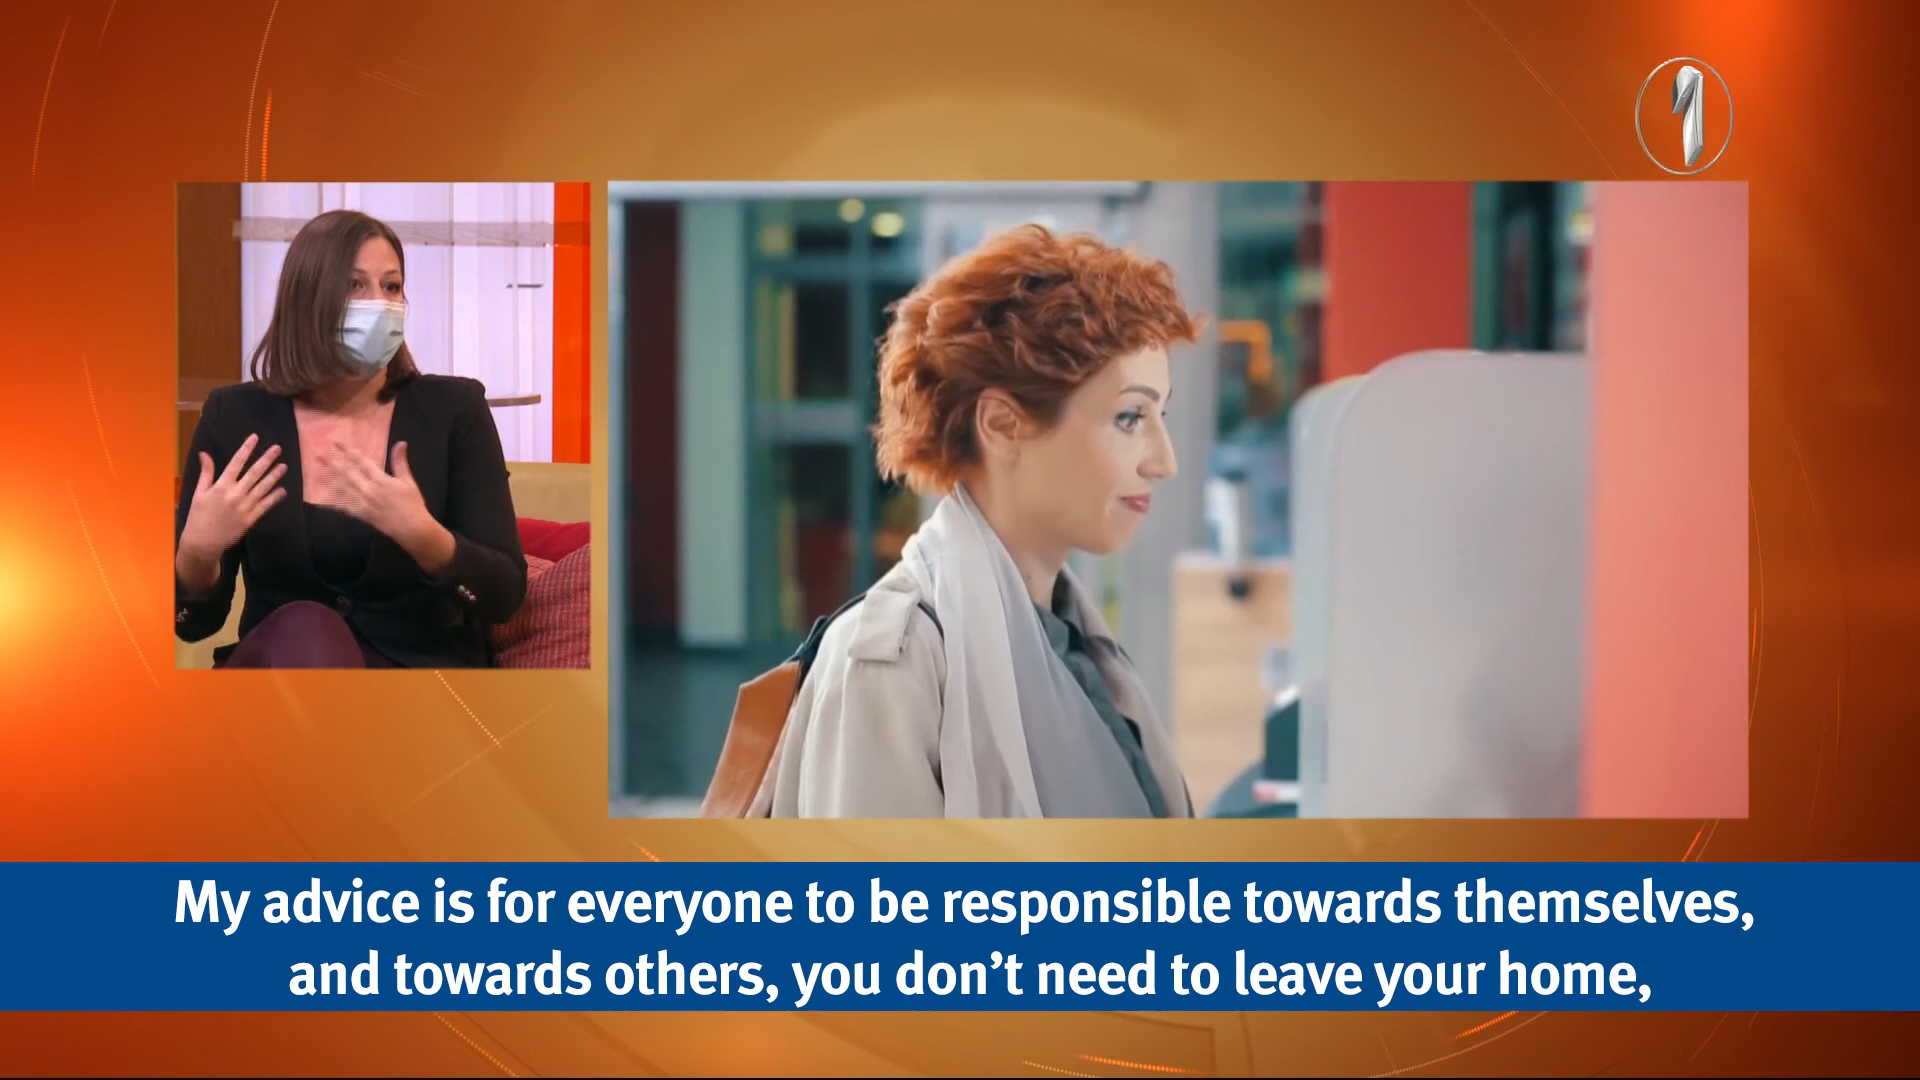 1
My advice is for everyone to be responsible towards themselves,
and towards others, you don’t need to leave your home,